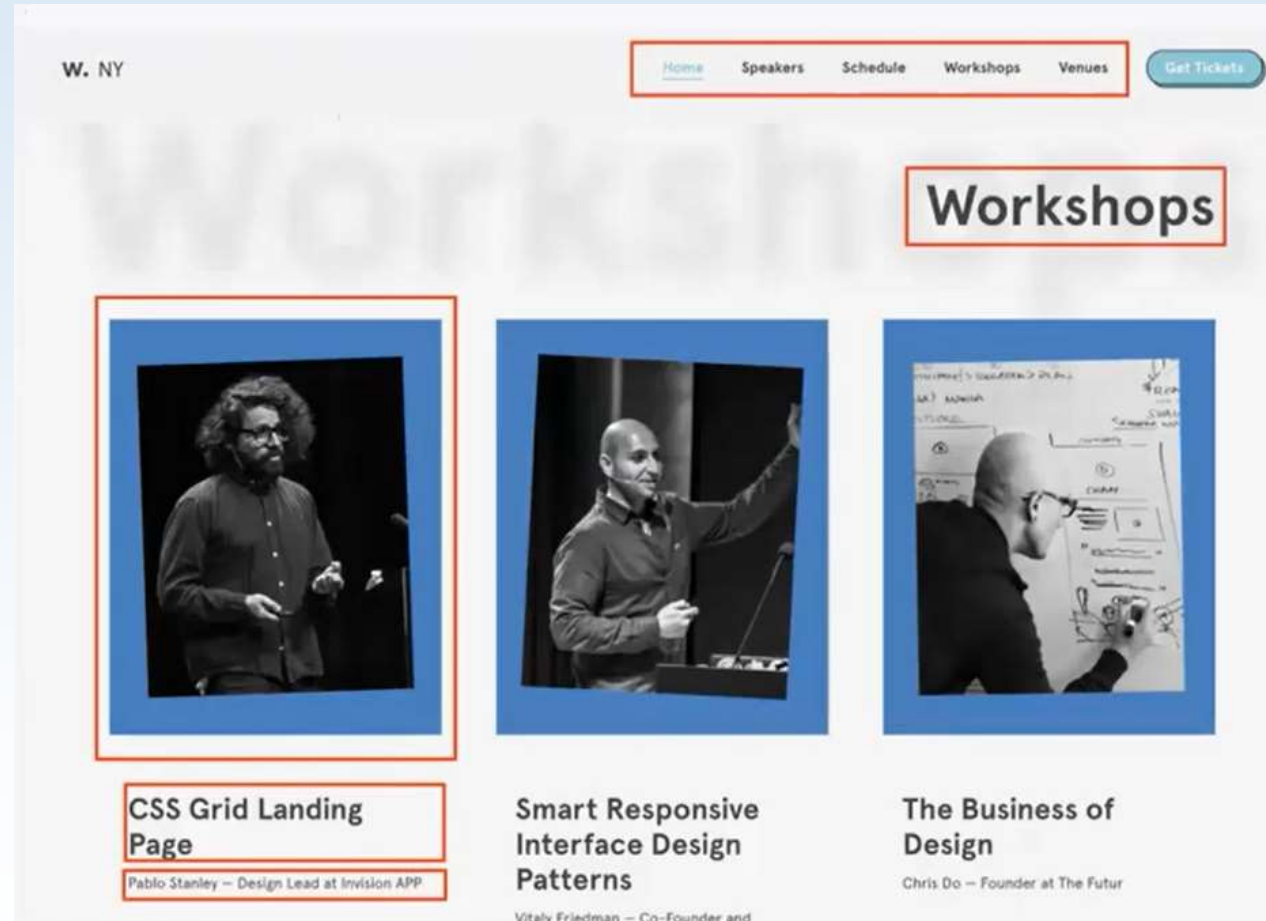 W. NY
Home Speakers Schedule Workshops Venues Get Tickets
Workshops
Workshops
CSS Grid Landing
Page
Pablo Stanley – Design Lead at Invision APP
Smart Responsive
Interface Design
Patterns
Vitaly Friedman – Co-Founder and
The Business of
Design
Chris Do – Founder at The Futur